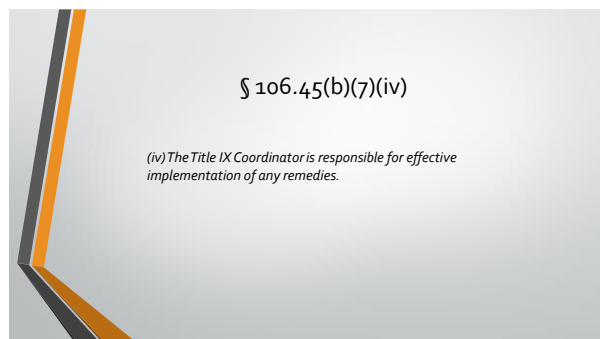 § 106.45(b)(7)(iv)
(iv) The Title IX Coordinator is responsible for effective
implementation of any remedies.